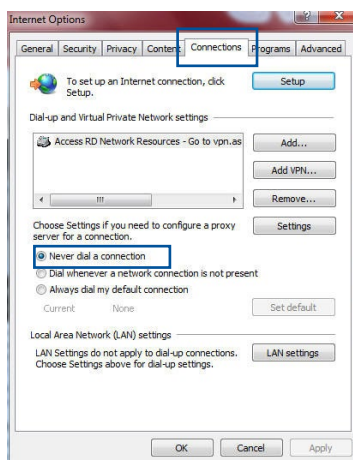 Internet Options
General Security Privacy Content Connections Programs Advanced
To set up an Internet connection, click
Setup.
Setup
Dial-up and Virtual Private Network settings
Access RD Network Resources - Go to vpn.as
Add...
Add VPN...
Remove...
Choose Settings if you need to configure a proxy
server for a connection.
Settings
Never dial a connection
Dial whenever a network connection is not present
Always dial my default connection
Current None
Set default
Local Area Network (LAN) settings
LAN Settings do not apply to dial-up connections.
Choose Settings above for dial-up settings.
LAN settings
OK Cancel Apply